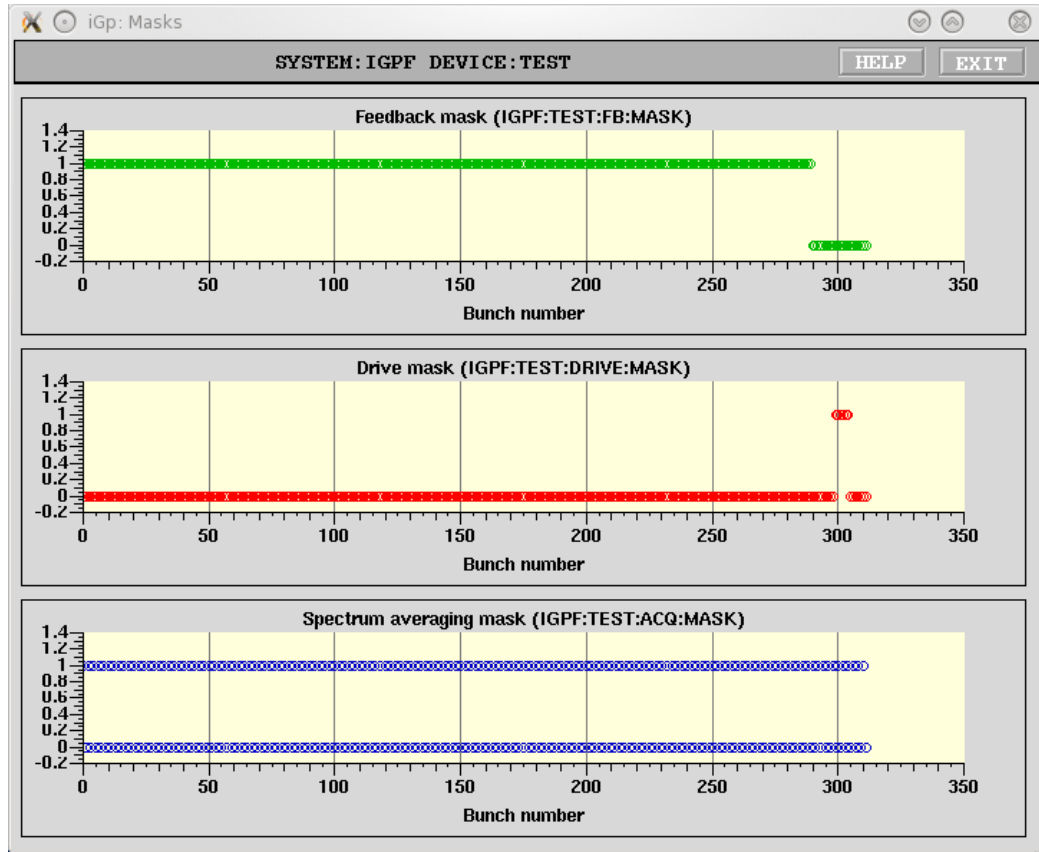 iGp: Masks
SYSTEM:IGPF DEVICE:TEST
HELP
EXIT
Feedback mask (IGPF:TEST:FB:MASK)
1.4
1.2
1
0.8
0.6
0.4
0.2
0
-0.2
0 50 100 150 200 250 300 350
Bunch number
Drive mask (IGPF:TEST:DRIVE:MASK)
1.4
1.2
1
0.8
0.6
0.4
0.2
0
-0.2
0 50 100 150 200 250 300 350
Bunch number
Spectrum averaging mask (IGPF:TEST:ACQ:MASK)
1.4
1.2
1
0.8
0.6
0.4
0.2
0
-0.2
0 50 100 150 200 250 300 350
Bunch number